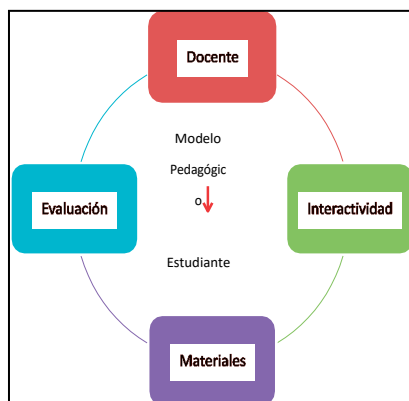 Docente
Modelo
Pedagógic
o
Evaluación
Interactividad
Estudiante
Materiales